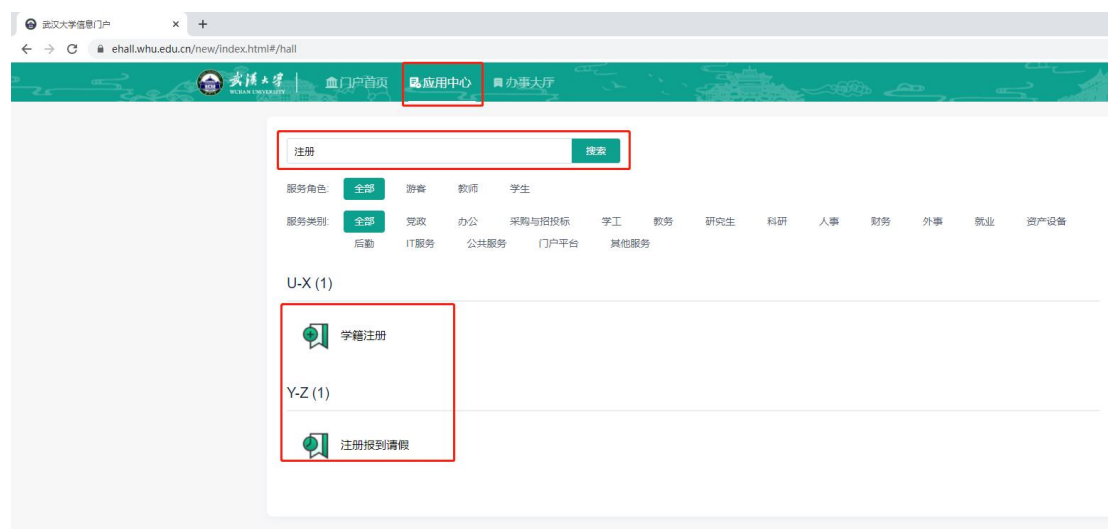 武汉大学信息门户
ehall.whu.edu.cn/new/index.html#/hall
武汉大学 WUHAN UNIVERSITY 门户首页 应用中心 办事大厅
注册 搜索
服务角色: 全部 游客 教师 学生
服务类别: 全部 党政 办公 采购与招投标 学工 教务 研究生 科研 人事 财务 外事 就业 资产设备
后勤 IT服务 公共服务 门户平台 其他服务
U-X (1)
学籍注册
Y-Z (1)
注册报到请假